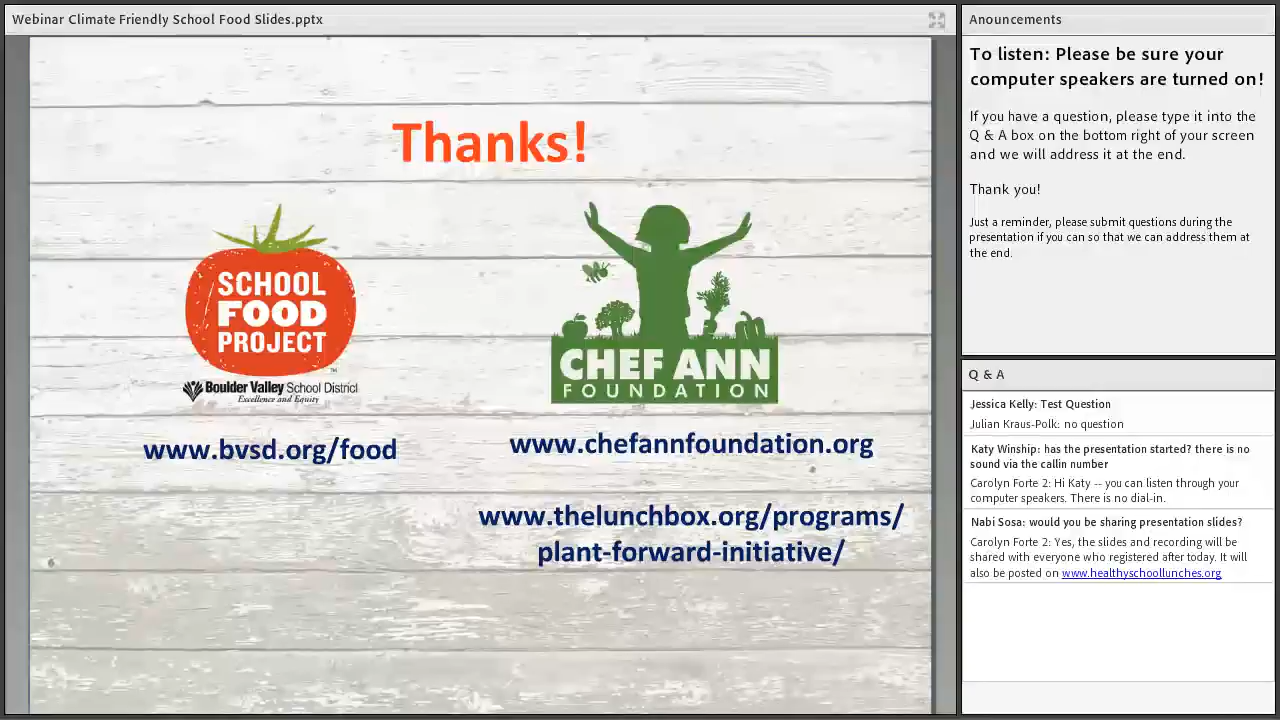 Webinar Climate Friendly School Food Slides.pptx
Thanks!
SCHOOL
FOOD
PROJECT
TM
Boulder Valley School District
Excellence and Equity
www.bvsd.org/food
CHEF ANN
FOUNDATION
www.chefannfoundation.org
www.thelunchbox.org/programs/
plant-forward-initiative/
Anouncements
To listen: Please be sure your
computer speakers are turned on!
If you have a question, please type it into the
Q & A box on the bottom right of your screen
and we will address it at the end.
Thank you!
Just a reminder, please submit questions during the
presentation if you can so that we can address them at
the end.
Q & A
Jessica Kelly: Test Question
Julian Kraus-Polk: no question
Katy Winship: has the presentation started? there is no
sound via the callin number
Carolyn Forte 2: Hi Katy -- you can listen through your
computer speakers. There is no dial-in.
Nabi Sosa: would you be sharing presentation slides?
Carolyn Forte 2: Yes, the slides and recording will be
shared with everyone who registered after today. It will
also be posted on www.healthyschoollunches.org